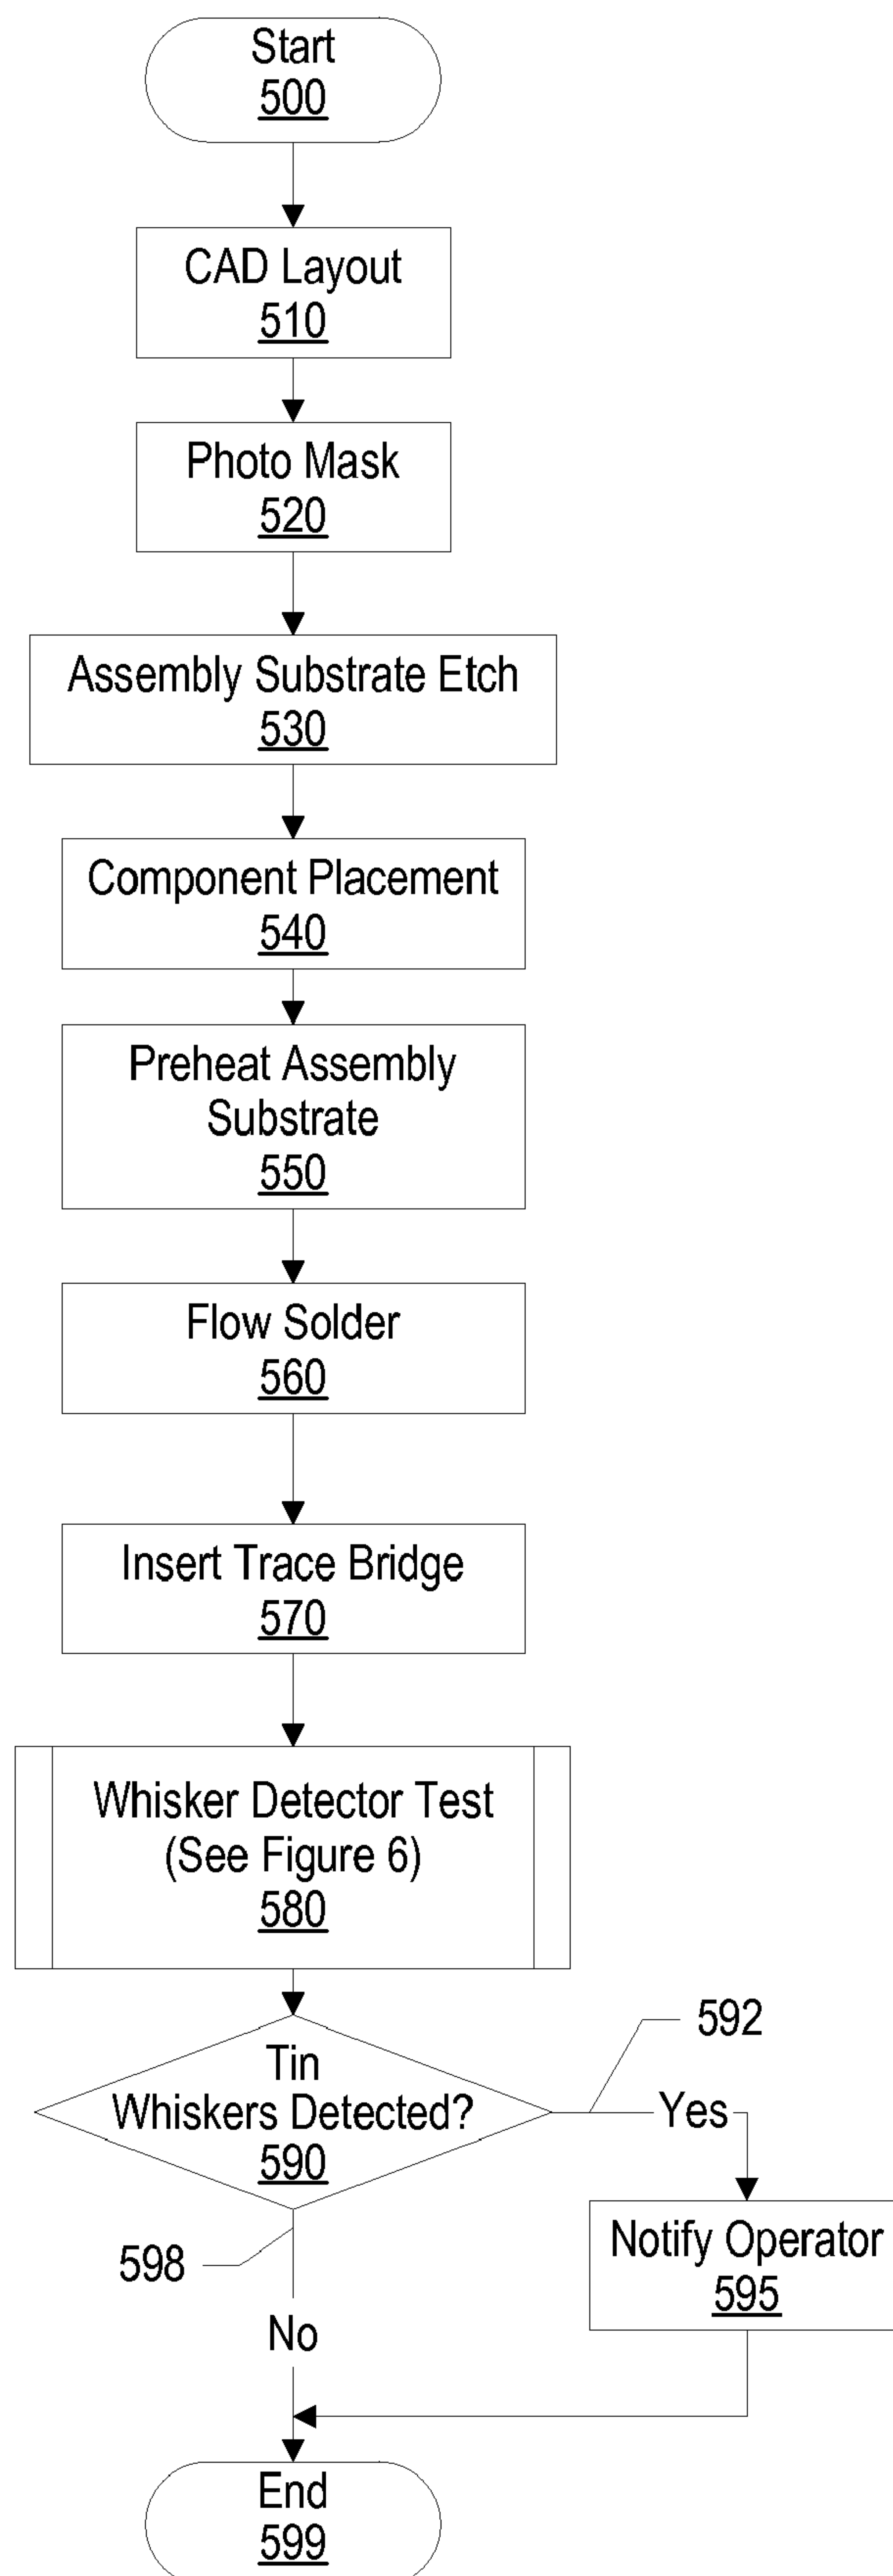 Start
500
CAD Layout
510
Photo Mask
520
Assembly Substrate Etch
530
Component Placement
540
Preheat Assembly
Substrate
550
Flow Solder
560
Insert Trace Bridge
570
Whisker Detector Test
(See Figure 6)
580
592
Tin
Whiskers Detected?
590
Yes
Notify Operator
595
598
No
End
599